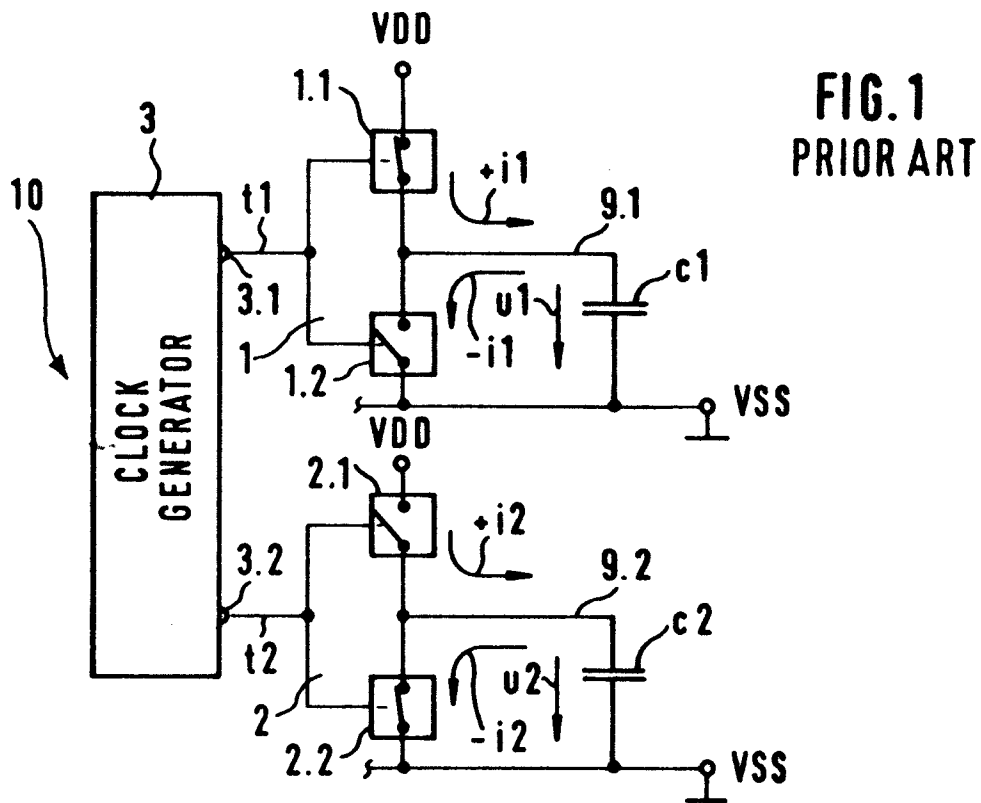 VDD
FIG. 1
PRIOR ART
1.1
3
10
t1
+i1
9.1
3.1
c1
u1
-i1
1
1.2
VSS
CLOCK
GENERATOR
VDD
2.1
+i2
9.2
3.2
t2
c2
u2
2
-i2
2.2
VSS